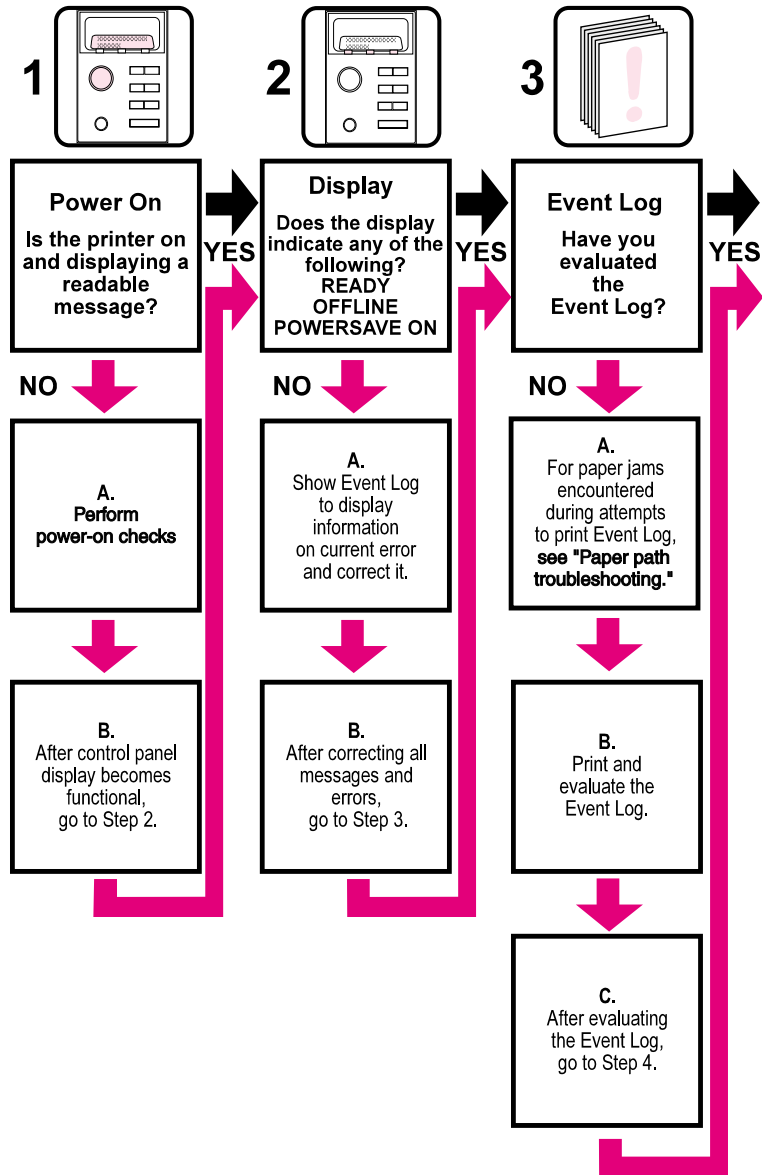 1
2
3
Power On
Is the printer on
and displaying a
readable
message?
YES
NO
A.
Perform
power-on checks
B.
After control panel
display becomes
functional,
go to Step 2.
Display
Does the display
indicate any of the
following?
READY
OFFLINE
POWERSAVE ON
YES
NO
A.
Show Event Log
to display
information
on current error
and correct it.
B.
After correcting all
messages and
errors,
go to Step 3.
Event Log
Have you
evaluated
the
Event Log?
YES
NO
A.
For paper jams
encountered
during attempts
to print Event Log,
see "Paper path
troubleshooting."
B.
Print and
evaluate the
Event Log.
C.
After evaluating
the Event Log,
go to Step 4.